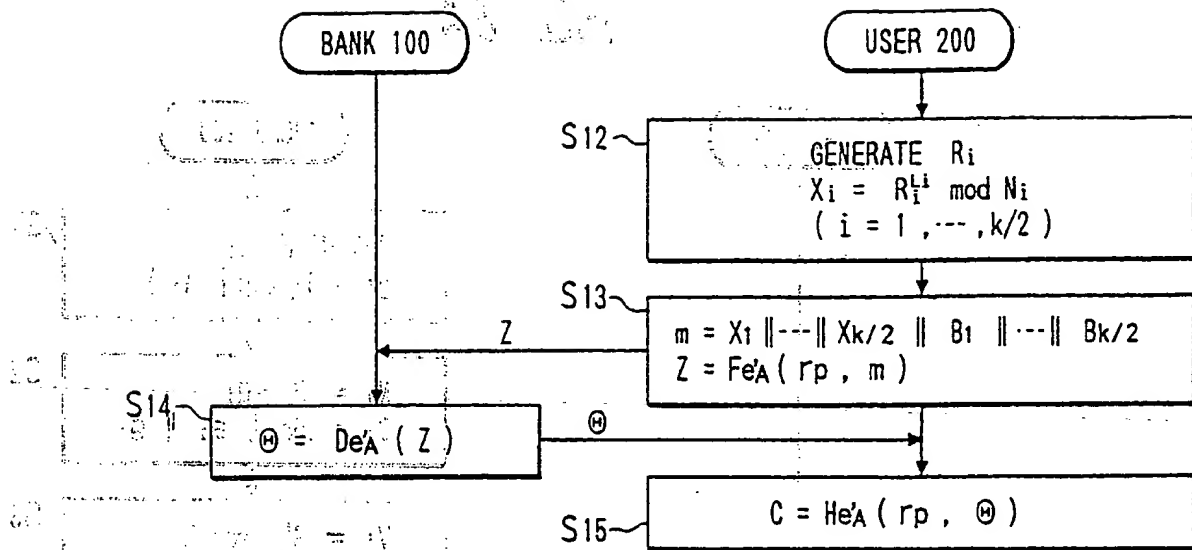 BANK 100
USER 200
S12
GENERATE Ri
Xi = Ri^Li mod Ni
( i = 1 , --- , k/2 )
S13
m = X1 ∥---∥ Xk/2 ∥ B1 ∥---∥ Bk/2
Z = Fe'A ( rp , m )
Z
S14
Θ = De'A ( Z )
Θ
S15
C = He'A ( rp , Θ )